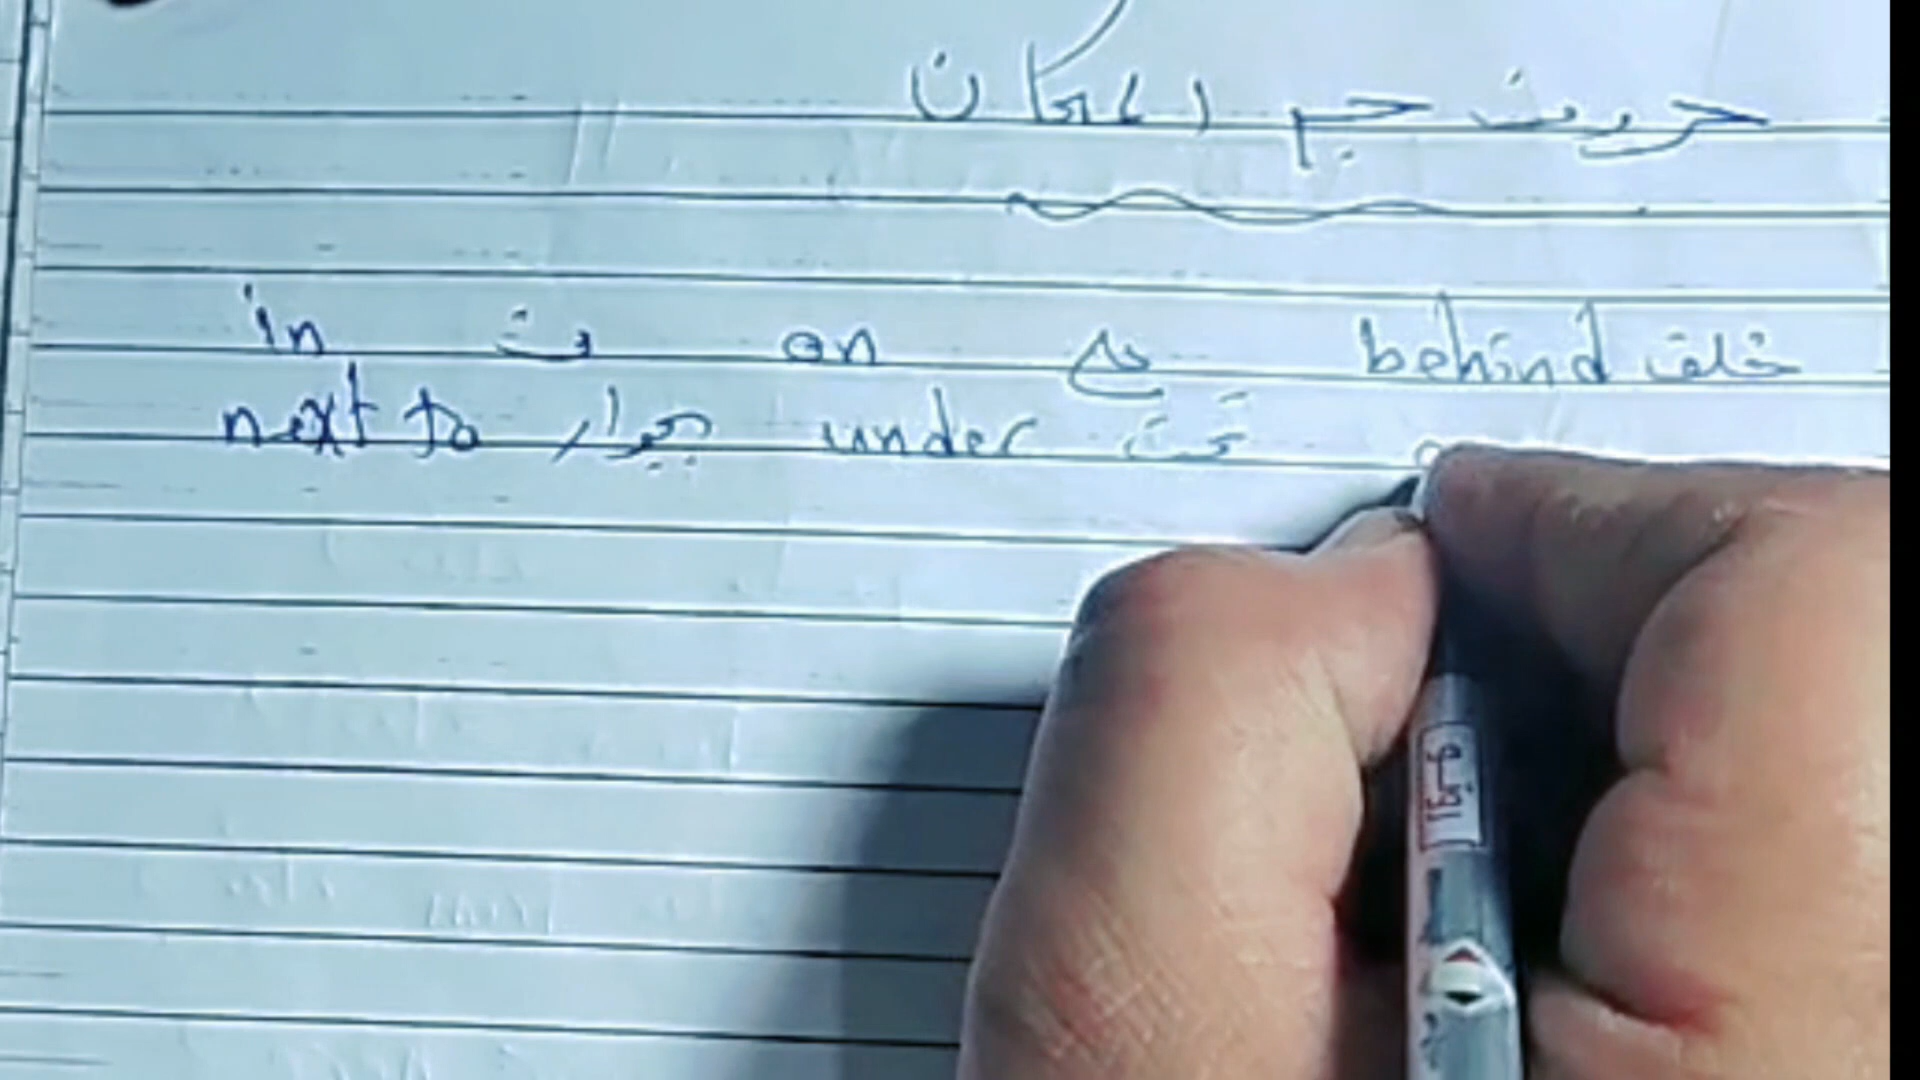 حروف جر المكان
in في on على behind خلف
next to بجوار under تحت o